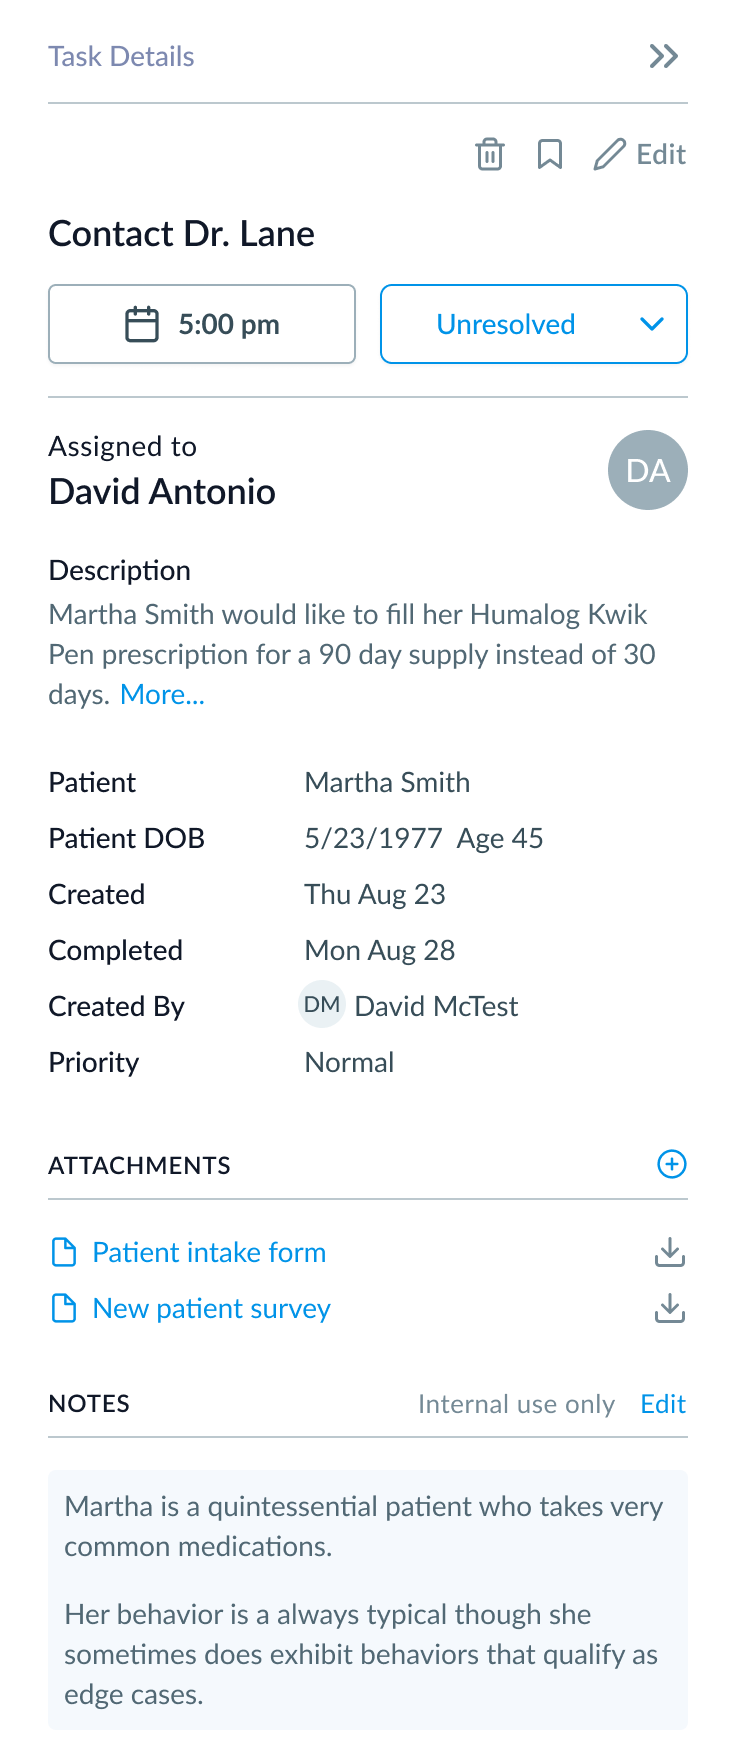 Task Details
Edit
Contact Dr. Lane
5:00 pm
Unresolved
Assigned to
David Antonio
DA
Description
Martha Smith would like to fill her Humalog Kwik
Pen prescription for a 90 day supply instead of 30
days. More...
Patient Martha Smith
Patient DOB 5/23/1977 Age 45
Created Thu Aug 23
Completed Mon Aug 28
Created By DM David McTest
Priority Normal
ATTACHMENTS
Patient intake form
New patient survey
NOTES Internal use only Edit
Martha is a quintessential patient who takes very
common medications.
Her behavior is a always typical though she
sometimes does exhibit behaviors that qualify as
edge cases.